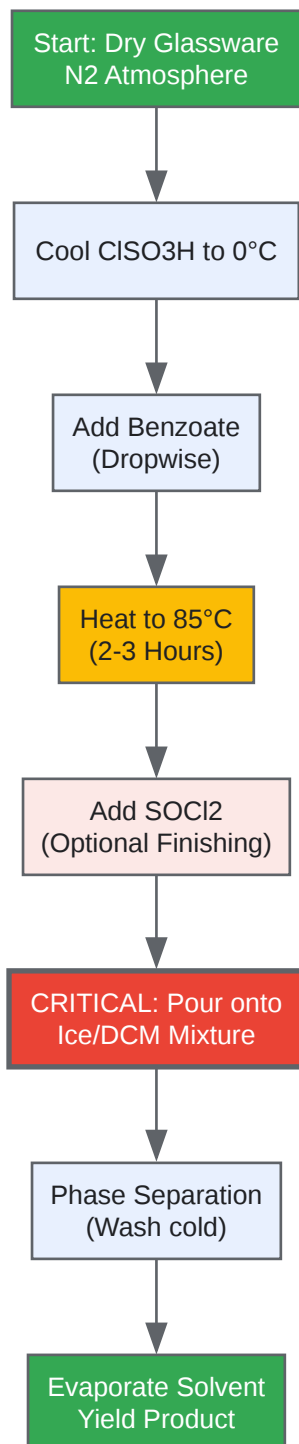 Start: Dry Glassware
N2 Atmosphere
Cool ClSO3H to 0°C
Add Benzoate
(Dropwise)
Heat to 85°C
(2-3 Hours)
Add SOCl2
(Optional Finishing)
CRITICAL: Pour onto
Ice/DCM Mixture
Phase Separation
(Wash cold)
Evaporate Solvent
Yield Product